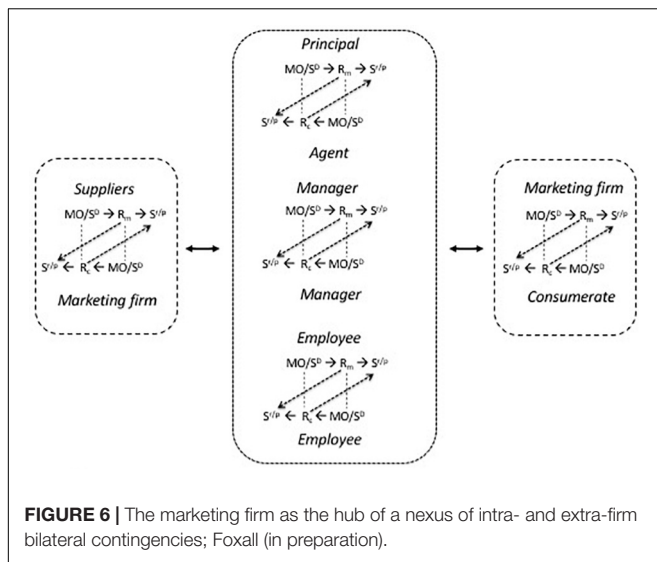 Principal
MO/Sᴰ → Rₘ → Sʳ/ᵖ
Sʳ/ᵖ ← R꜀ ← MO/Sᴰ
Agent
Suppliers
MO/Sᴰ → Rₘ → Sʳ/ᵖ
Sʳ/ᵖ ← R꜀ ← MO/Sᴰ
Marketing firm
Manager
MO/Sᴰ → Rₘ → Sʳ/ᵖ
Sʳ/ᵖ ← R꜀ ← MO/Sᴰ
Manager
Marketing firm
MO/Sᴰ → Rₘ → Sʳ/ᵖ
Sʳ/ᵖ ← R꜀ ← MO/Sᴰ
Consumerate
Employee
MO/Sᴰ → Rₘ → Sʳ/ᵖ
Sʳ/ᵖ ← R꜀ ← MO/Sᴰ
Employee
FIGURE 6 | The marketing firm as the hub of a nexus of intra- and extra-firm
bilateral contingencies; Foxall (in preparation).